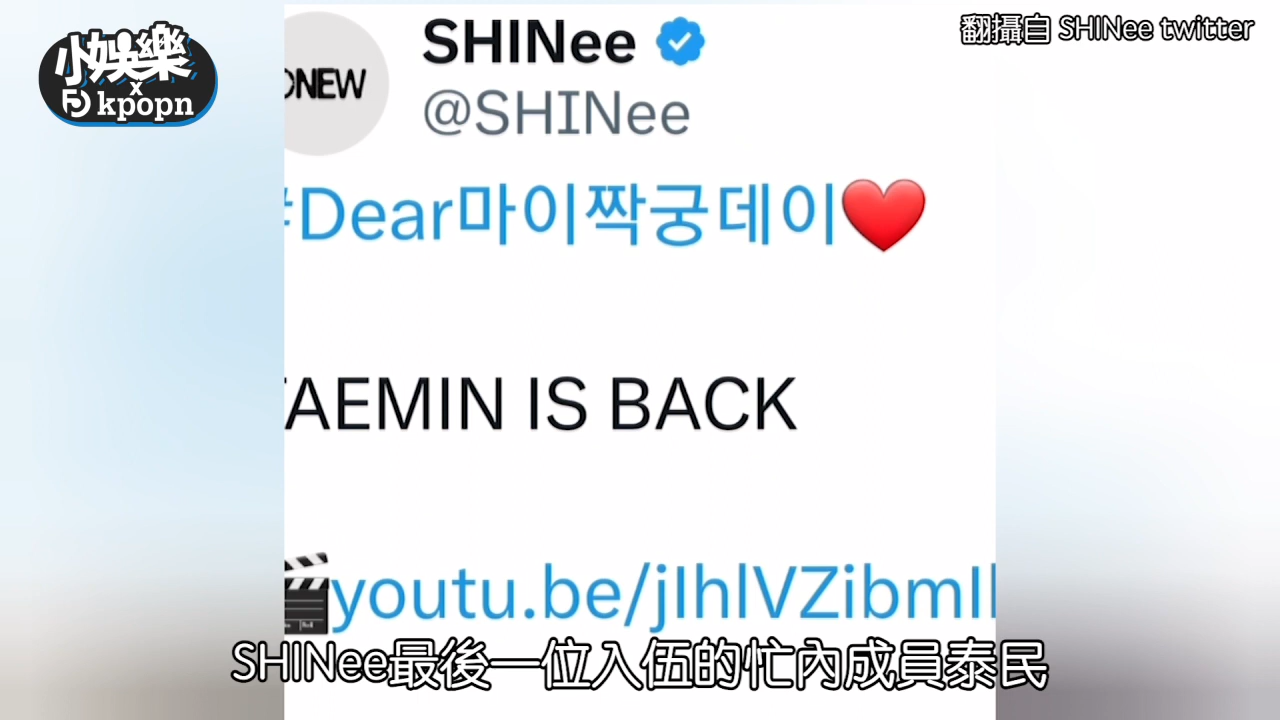 小娛樂
x
kpopn
翻攝自 SHINee twitter
ONEW
SHINee
@SHINee
#Dear마이짝궁데이❤️
TAEMIN IS BACK
🎬youtu.be/jIhlVZibmI
SHINee最後一位入伍的忙內成員泰民